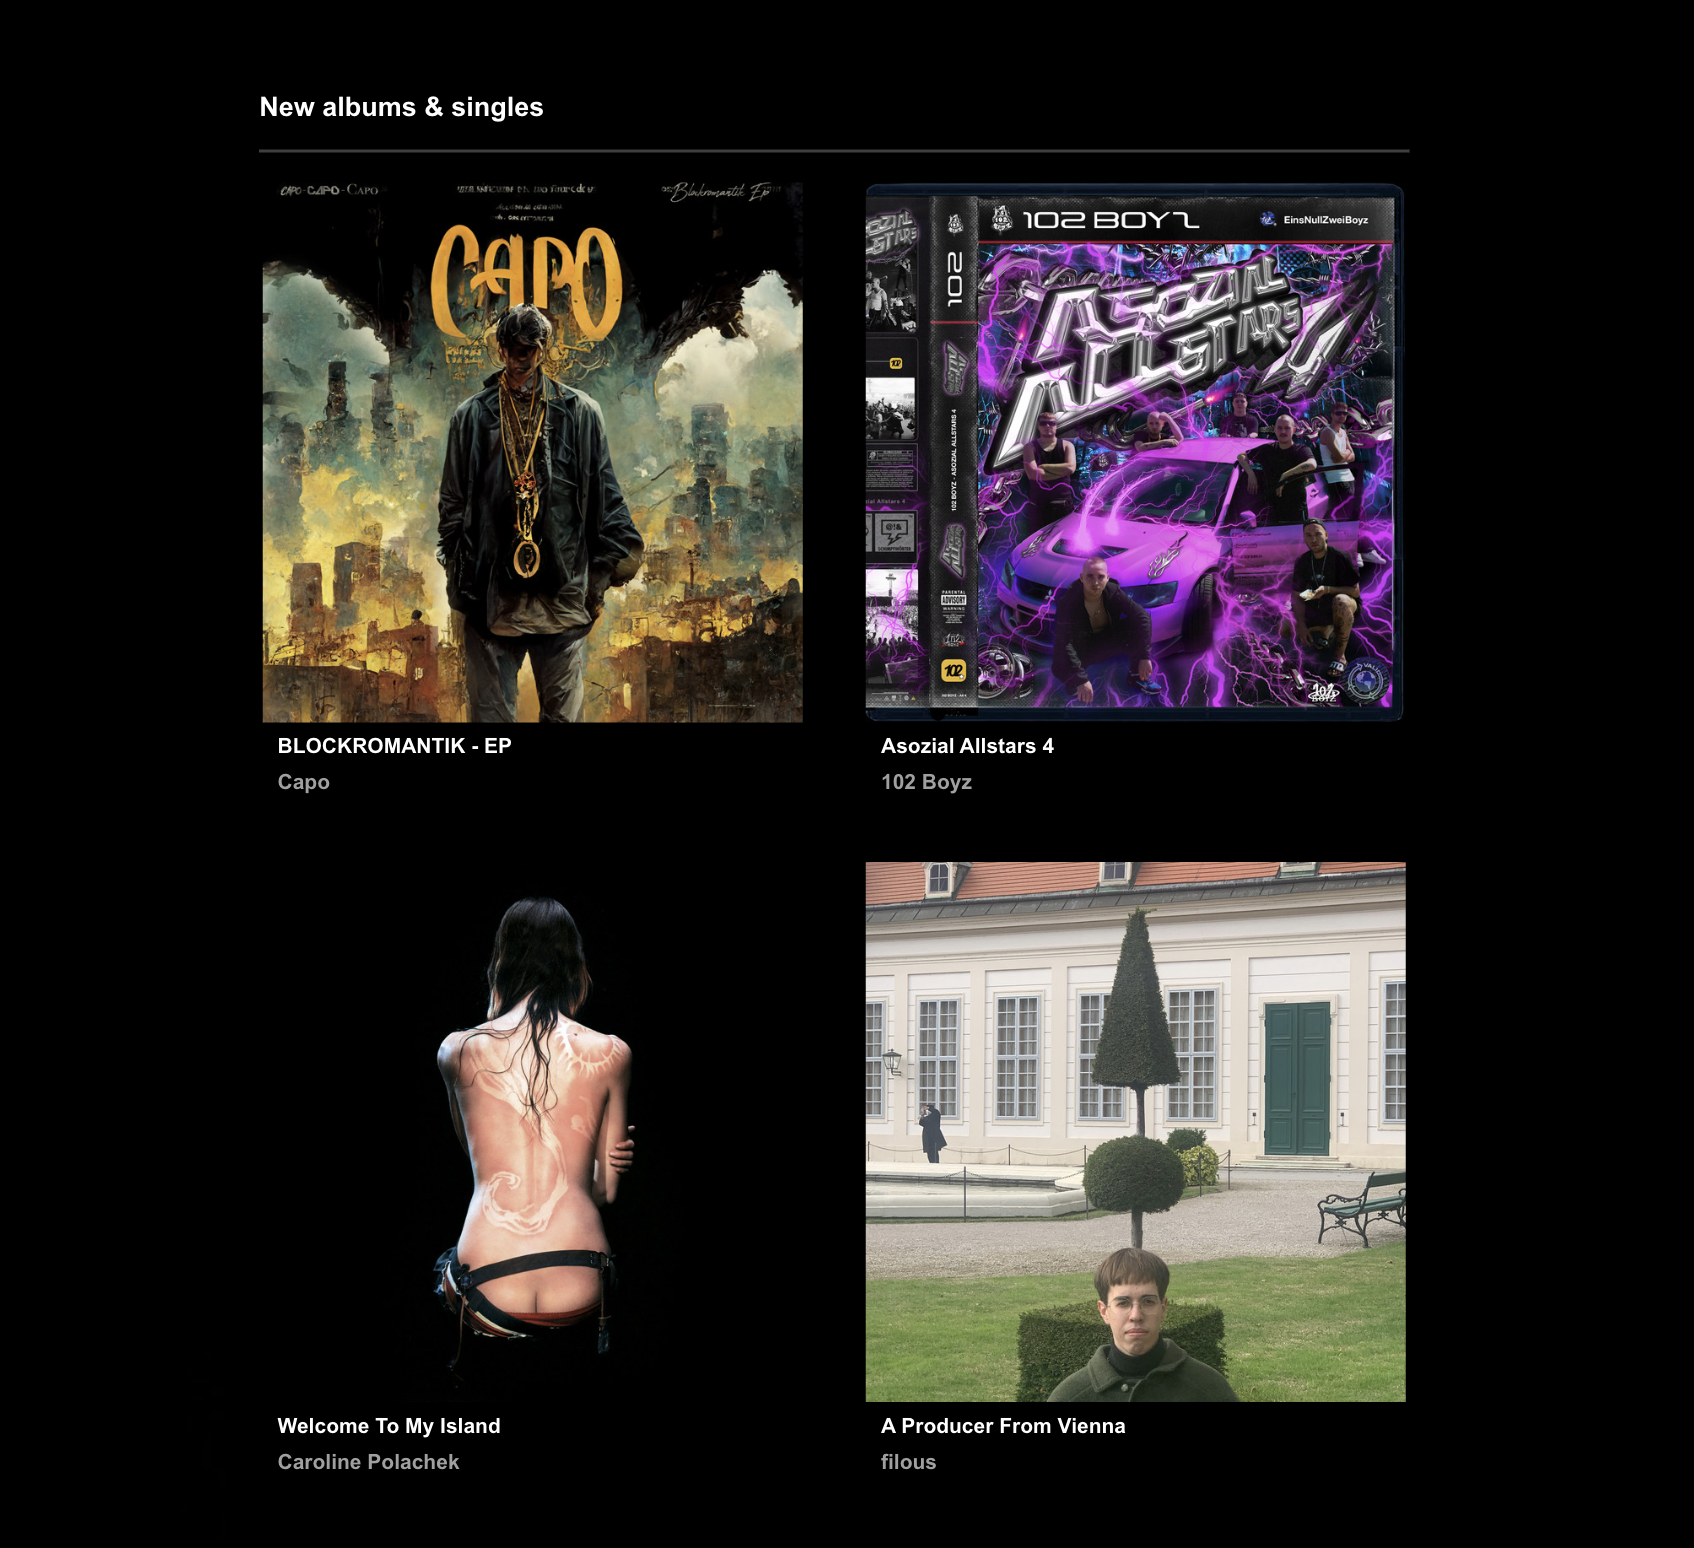 New albums & singles
CAPO-CAPO-CAPO
Blockromantik Ep
CAPO
BLOCKROMANTIK - EP
Capo
102 BOYZ
EinsNullZweiBoyz
102
ASOZIAL
ALLSTARS
4
102 BOYZ - ASOZIAL ALLSTARS 4
PARENTAL
ADVISORY
WARNING
102
Asozial Allstars 4
102 Boyz
Welcome To My Island
Caroline Polachek
A Producer From Vienna
filous